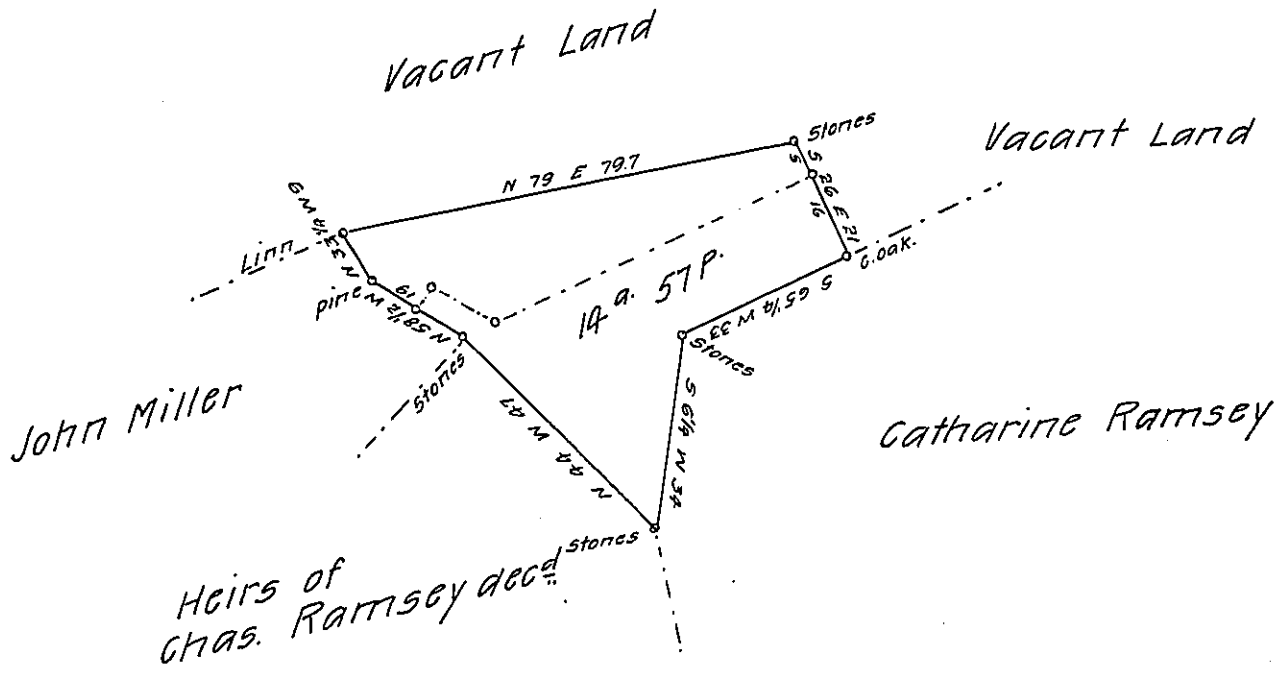 Vacant Land
Stones
Vacant Land
N 79 E 79.7
S 26 E 21
5
16
Linn
N 33 1/4 W 9
C. oak.
14 a. 57 P.
pine
N 58 1/2 W
19
S 65 1/4 W 33
Stones
Stones
John Miller
N 44 W 47
S 6 1/4 W 34
Catharine Ramsey
Stones
Heirs of
Chas. Ramsey decd